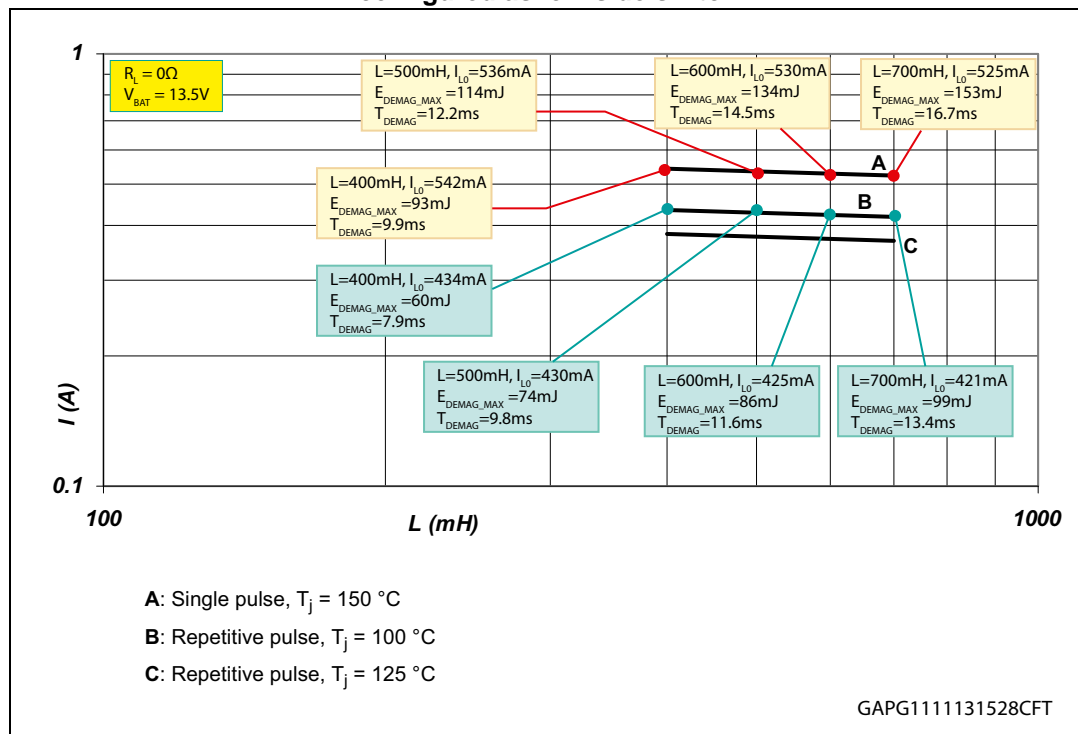 1
R_L = 0Ω
V_BAT = 13.5V
L=500mH, I_L0=536mA
E_DEMAG_MAX =114mJ
T_DEMAG=12.2ms
L=600mH, I_L0=530mA
E_DEMAG_MAX =134mJ
T_DEMAG=14.5ms
L=700mH, I_L0=525mA
E_DEMAG_MAX =153mJ
T_DEMAG=16.7ms
A
L=400mH, I_L0=542mA
E_DEMAG_MAX =93mJ
T_DEMAG=9.9ms
B
C
L=400mH, I_L0=434mA
E_DEMAG_MAX =60mJ
T_DEMAG=7.9ms
L=500mH, I_L0=430mA
E_DEMAG_MAX =74mJ
T_DEMAG=9.8ms
L=600mH, I_L0=425mA
E_DEMAG_MAX =86mJ
T_DEMAG=11.6ms
L=700mH, I_L0=421mA
E_DEMAG_MAX =99mJ
T_DEMAG=13.4ms
I (A)
0.1
100
L (mH)
1000
A: Single pulse, T_j = 150 °C
B: Repetitive pulse, T_j = 100 °C
C: Repetitive pulse, T_j = 125 °C
GAPG1111131528CFT